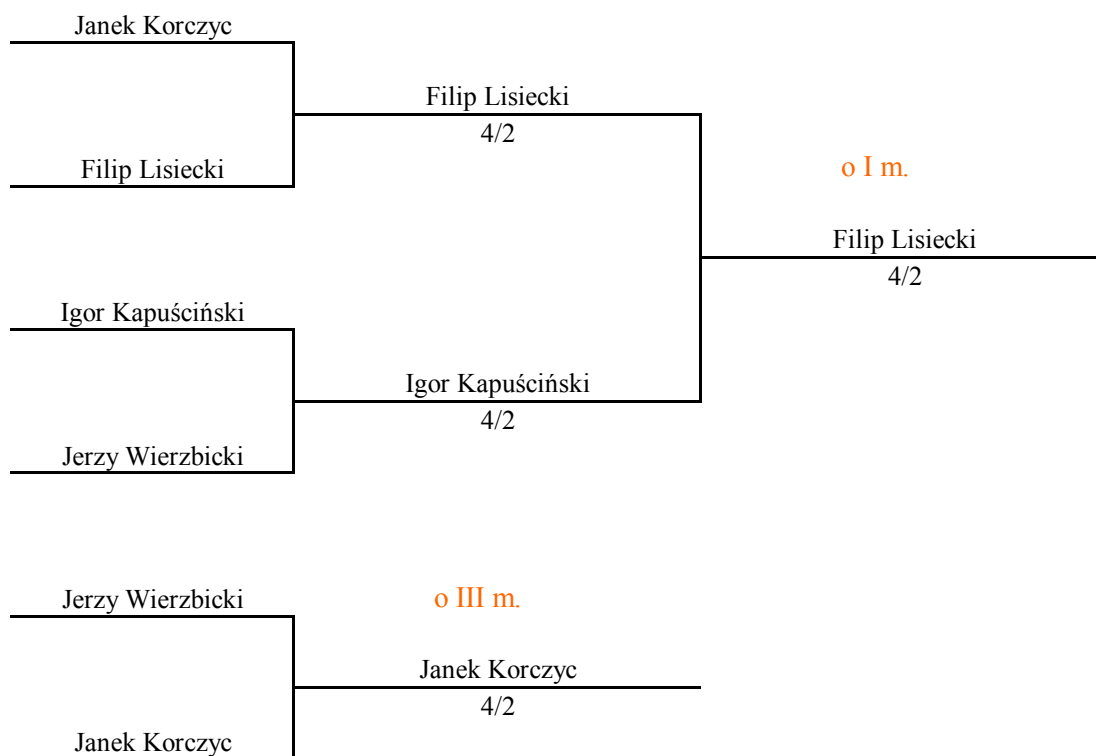 Janek Korczyc
Filip Lisiecki
4/2
Filip Lisiecki
o I m.
Filip Lisiecki
4/2
Igor Kapuściński
Igor Kapuściński
4/2
Jerzy Wierzbicki
Jerzy Wierzbicki
o III m.
Janek Korczyc
4/2
Janek Korczyc